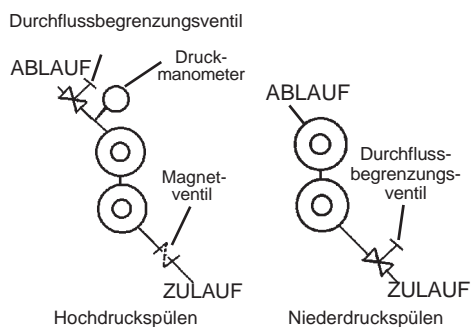 Durchflussbegrenzungsventil
ABLAUF
Druck-
manometer
Magnet-
ventil
ZULAUF
Hochdruckspülen
ABLAUF
Durchfluss-
begrenzungs-
ventil
ZULAUF
Niederdruckspülen